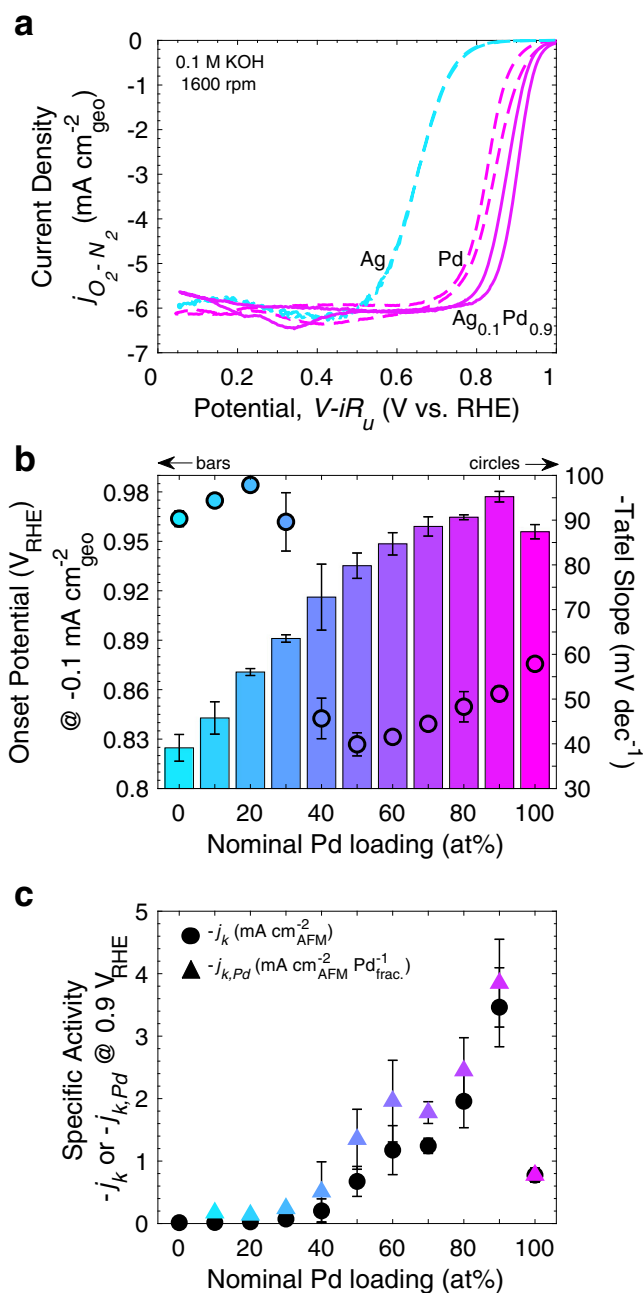 a
0.1 M KOH
1600 rpm
Current Density
j_{O_2 - N_2} (mA cm^{-2}_{geo})
0
-1
-2
-3
-4
-5
-6
-7
Ag
Pd
Ag_{0.1}Pd_{0.9}
0 0.2 0.4 0.6 0.8 1
Potential, V-iR_u (V vs. RHE)
b
bars
circles
Onset Potential (V_{RHE})
@ -0.1 mA cm^{-2}_{geo}
0.98
0.95
0.92
0.89
0.86
0.83
0.8
100
90
80
70
60
50
40
30
-Tafel Slope
(mV dec^{-1})
0 20 40 60 80 100
Nominal Pd loading (at%)
c
-j_k (mA cm^{-2}_{AFM})
-j_{k,Pd} (mA cm^{-2}_{AFM} Pd^{-1}_{frac.})
Specific Activity
-j_k or -j_{k,Pd} @ 0.9 V_{RHE}
5
4
3
2
1
0
0 20 40 60 80 100
Nominal Pd loading (at%)